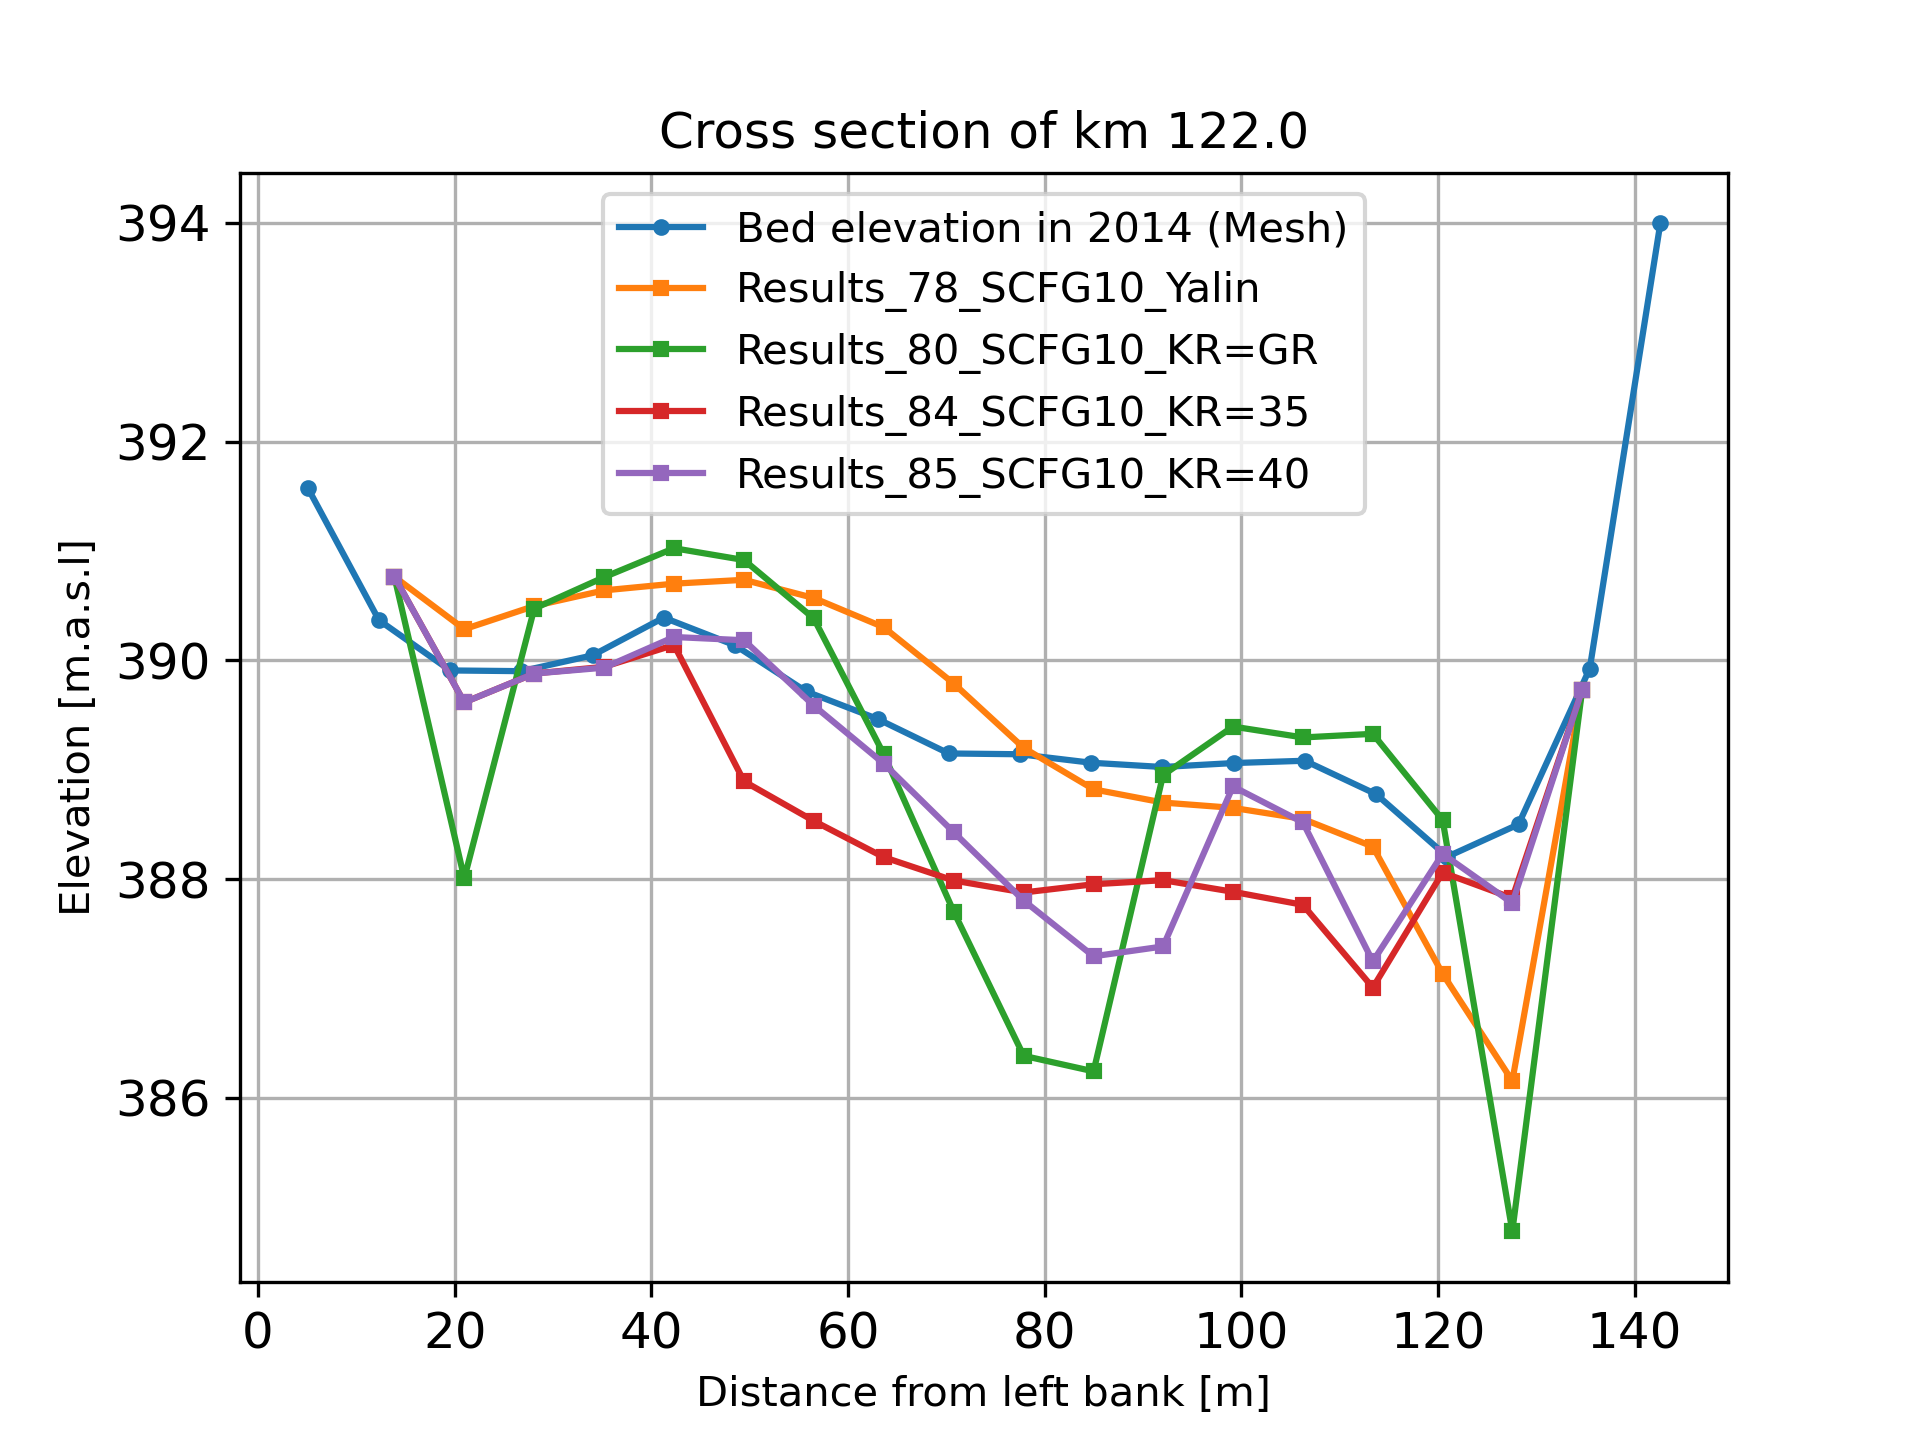 Cross section of km 122.0
Bed elevation in 2014 (Mesh)
Results_78_SCFG10_Yalin
Results_80_SCFG10_KR=GR
Results_84_SCFG10_KR=35
Results_85_SCFG10_KR=40
394
392
390
388
386
Elevation [m.a.s.l]
0 20 40 60 80 100 120 140
Distance from left bank [m]